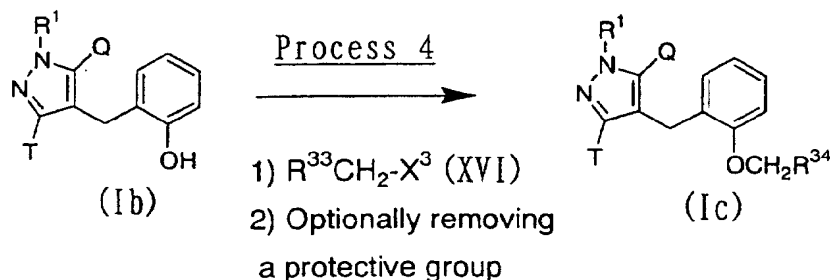 R¹
N
N
Q
T
OH
(Ib)
Process 4
1) R³³CH₂-X³ (XVI)
2) Optionally removing
a protective group
R¹
N
N
Q
T
OCH₂R³⁴
(Ic)